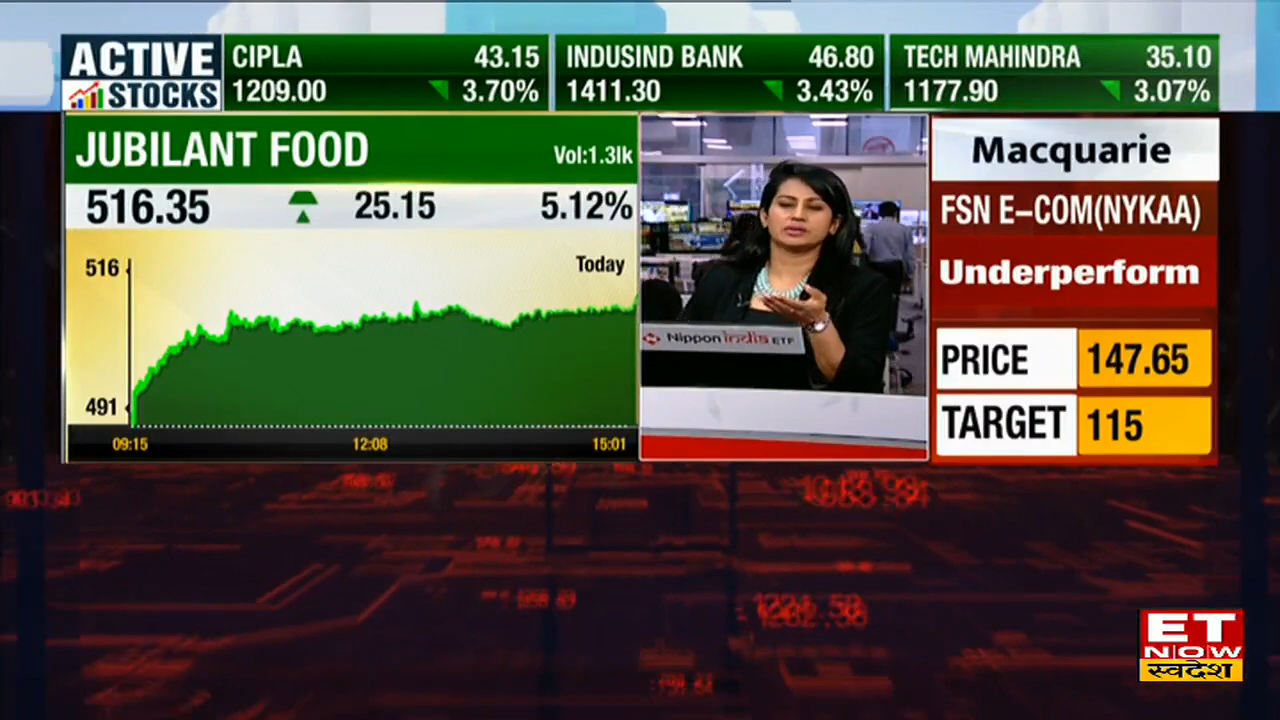 ACTIVE
STOCKS
CIPLA 43.15
1209.00 3.70%
INDUSIND BANK 46.80
1411.30 3.43%
TECH MAHINDRA 35.10
1177.90 3.07%
JUBILANT FOOD Vol:1.3lk
516.35 25.15 5.12%
516 Today
491
09:15 12:08 15:01
Nippon india ETF
Macquarie
FSN E-COM(NYKAA)
Underperform
PRICE 147.65
TARGET 115
ET
NOW
स्वदेश